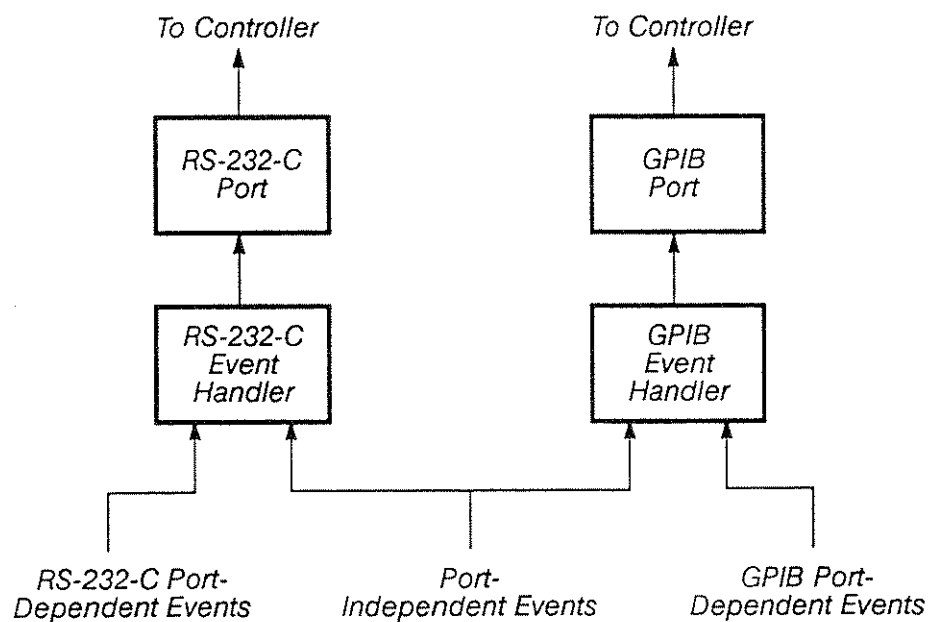 To Controller
To Controller
RS-232-C
Port
GPIB
Port
RS-232-C
Event
Handler
GPIB
Event
Handler
RS-232-C Port-
Dependent Events
Port-
Independent Events
GPIB Port-
Dependent Events